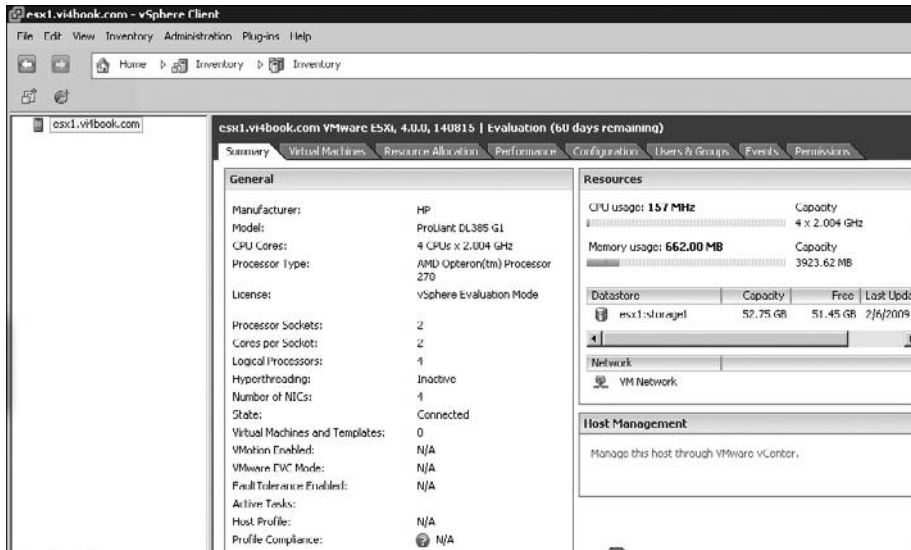 esx1.vi4book.com - vSphere Client
File Edit View Inventory Administration Plug-ins Help
Home Inventory Inventory
esx1.vi4book.com
esx1.vi4book.com VMware ESXi, 4.0.0, 140815 | Evaluation (60 days remaining)
Summary Virtual Machines Resource Allocation Performance Configuration Users & Groups Events Permissions
General
Manufacturer: HP
Model: ProLiant DL385 G1
CPU Cores: 4 CPUs x 2.004 GHz
Processor Type: AMD Opteron(tm) Processor
270
License: vSphere Evaluation Mode
Processor Sockets: 2
Cores per Socket: 2
Logical Processors: 4
Hyperthreading: Inactive
Number of NICs: 4
State: Connected
Virtual Machines and Templates: 0
VMotion Enabled: N/A
VMware EVC Mode: N/A
Fault Tolerance Enabled: N/A
Active Tasks:
Host Profile: N/A
Profile Compliance: N/A
Resources
CPU usage: 157 MHz Capacity
4 x 2.004 GHz
Memory usage: 662.00 MB Capacity
3923.62 MB
Datastore Capacity Free Last Upda
esx1:storage1 52.75 GB 51.45 GB 2/6/2009
Network
VM Network
Host Management
Manage this host through VMware vCenter.